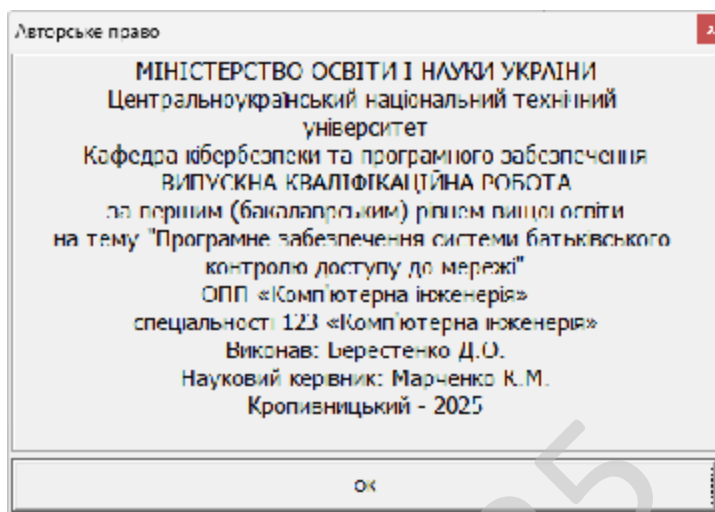 Авторське право
x
МІНІСТЕРСТВО ОСВІТИ І НАУКИ УКРАЇНИ
Центральноукраїнський національний технічний
університет
Кафедра кібербезпеки та програмного забезпечення
ВИПУСКНА КВАЛІФІКАЦІЙНА РОБОТА
за першим (бакалаврським) рівнем вищої освіти
на тему "Програмне забезпечення системи батьківського
контролю доступу до мережі"
ОПП «Комп'ютерна інженерія»
спеціальності 123 «Комп'ютерна інженерія»
Виконав: Берестенко Д.О.
Науковий керівник: Марченко К.М.
Кропивницький - 2025
ОК